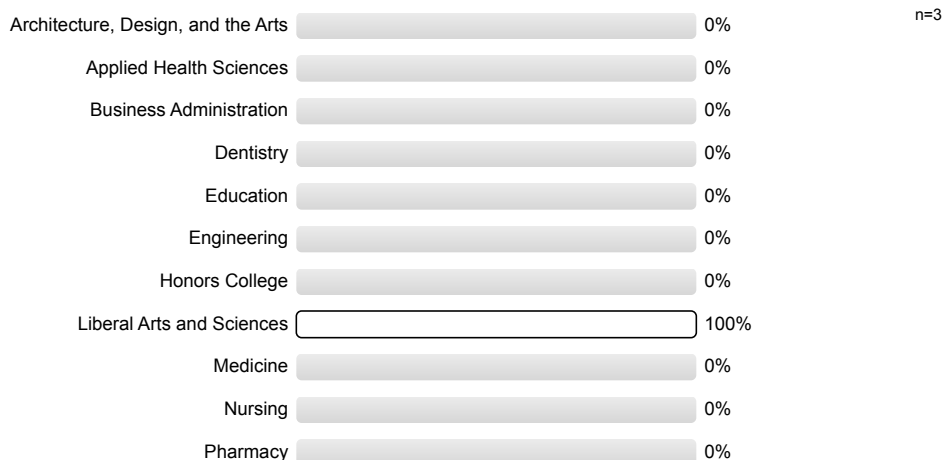 Architecture, Design, and the Arts 0% n=3
Applied Health Sciences 0%
Business Administration 0%
Dentistry 0%
Education 0%
Engineering 0%
Honors College 0%
Liberal Arts and Sciences 100%
Medicine 0%
Nursing 0%
Pharmacy 0%